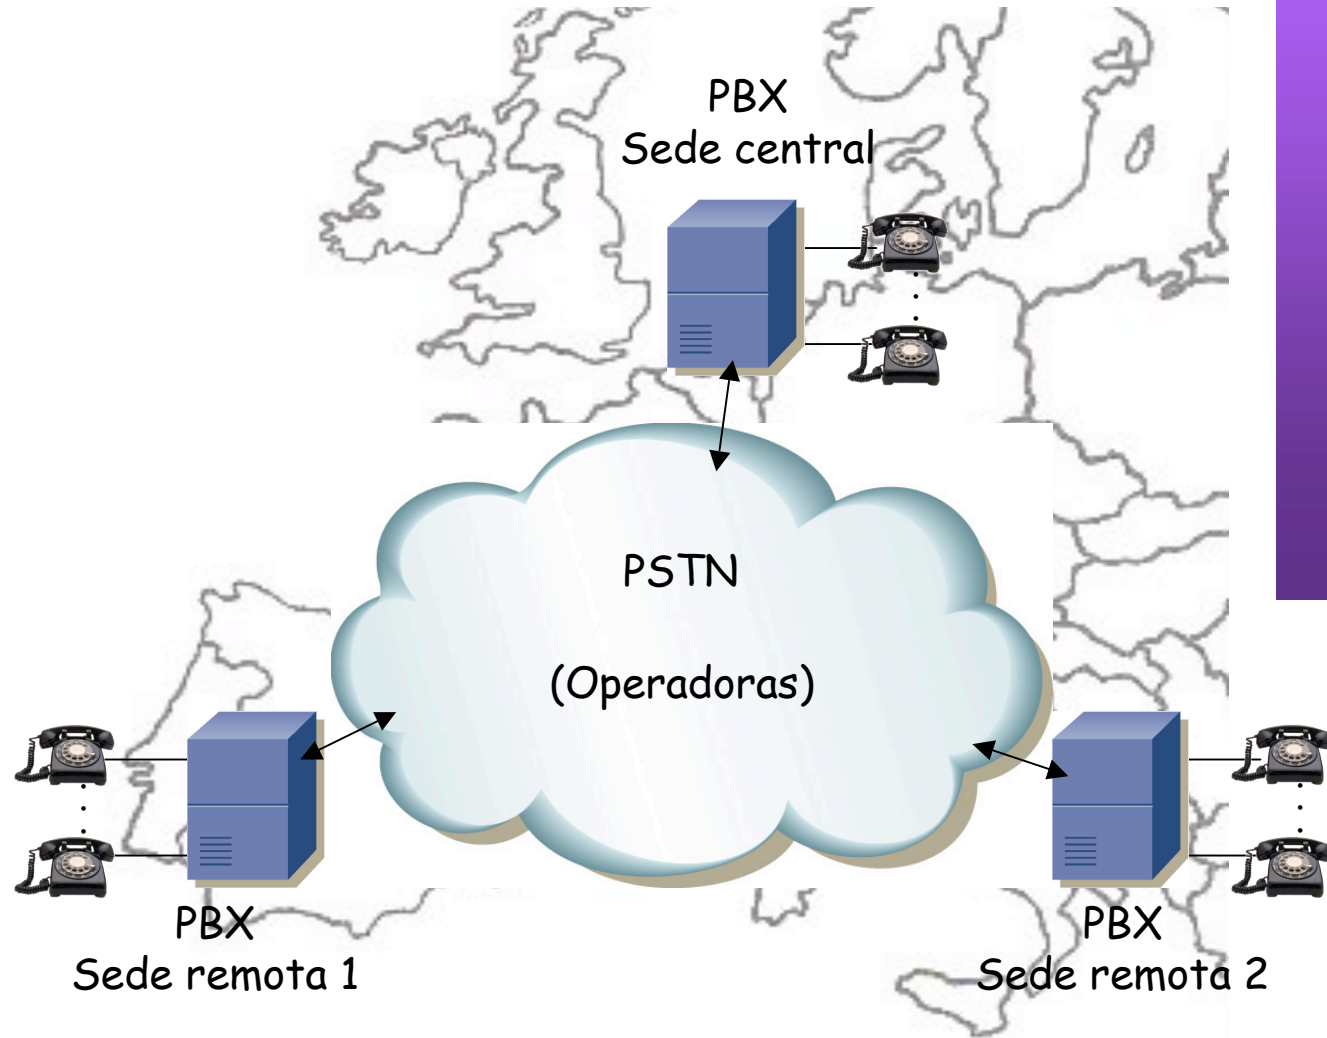 PBX
Sede central
PSTN
(Operadoras)
PBX
Sede remota 1
PBX
Sede remota 2